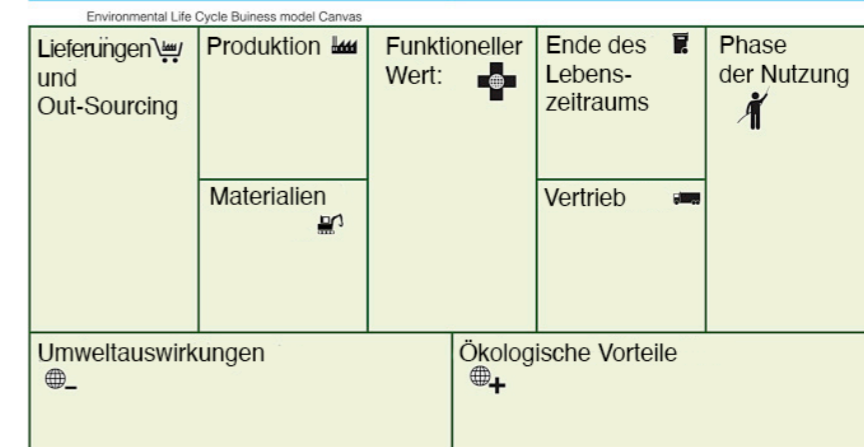 Environmental Life Cycle Buiness model Canvas
Lieferungen
und
Out-Sourcing
Produktion
Materialien
Funktioneller
Wert:
Ende des
Lebens-
zeitraums
Vertrieb
Phase
der Nutzung
Umweltauswirkungen
Ökologische Vorteile